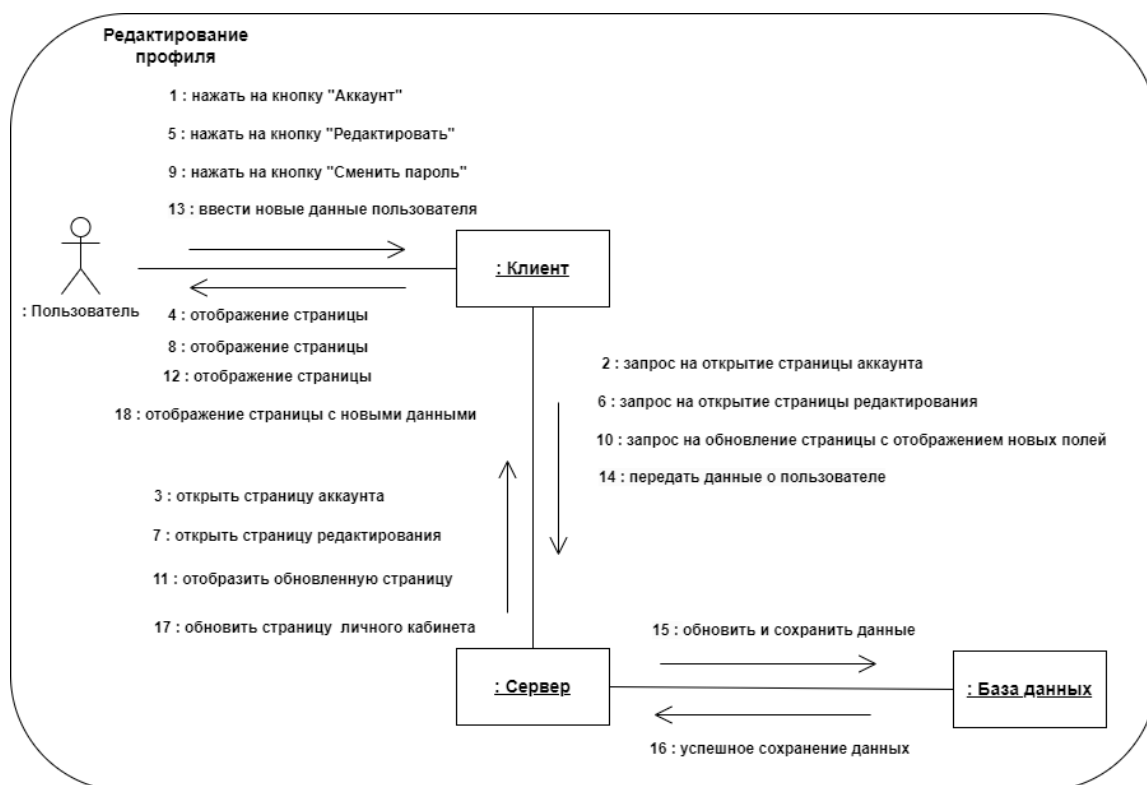 Редактирование
профиля
1 : нажать на кнопку "Аккаунт"
5 : нажать на кнопку "Редактировать"
9 : нажать на кнопку "Сменить пароль"
13 : ввести новые данные пользователя
: Клиент
: Пользователь
4 : отображение страницы
8 : отображение страницы
12 : отображение страницы
18 : отображение страницы с новыми данными
2 : запрос на открытие страницы аккаунта
6 : запрос на открытие страницы редактирования
10 : запрос на обновление страницы с отображением новых полей
14 : передать данные о пользователе
3 : открыть страницу аккаунта
7 : открыть страницу редактирования
11 : отобразить обновленную страницу
17 : обновить страницу личного кабинета
15 : обновить и сохранить данные
: Сервер
: База данных
16 : успешное сохранение данных